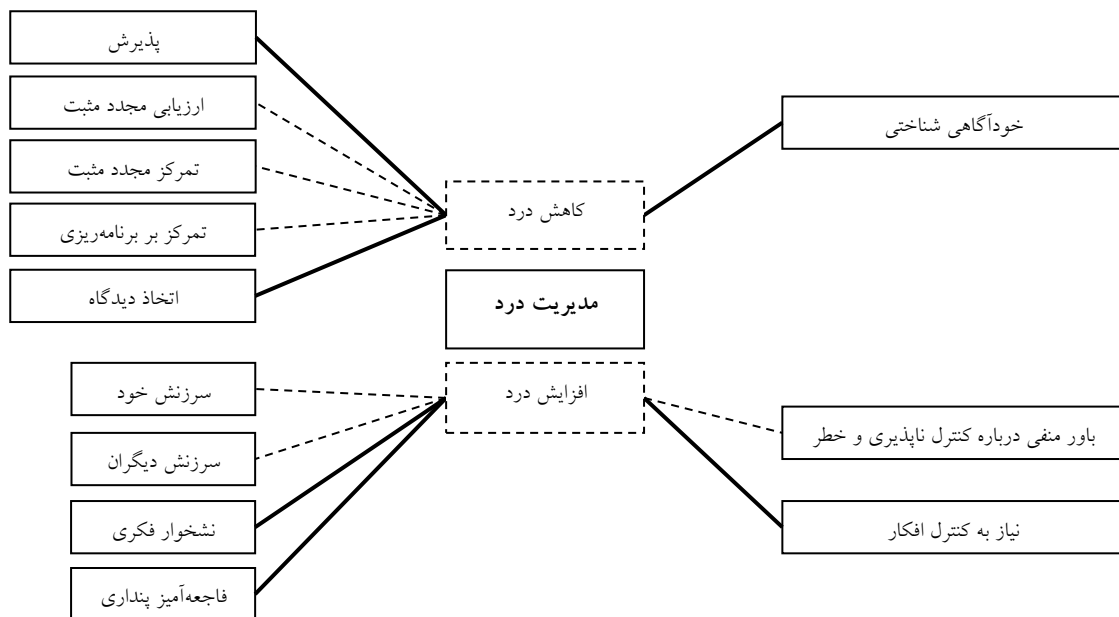 پذیرش
ارزیابی مجدد مثبت
تمرکز مجدد مثبت
تمرکز بر برنامه‌ریزی
اتخاذ دیدگاه
سرزنش خود
سرزنش دیگران
نشخوار فکری
فاجعه‌آمیز پنداری
کاهش درد
مدیریت درد
افزایش درد
خودآگاهی شناختی
باور منفی درباره کنترل ناپذیری و خطر
نیاز به کنترل افکار